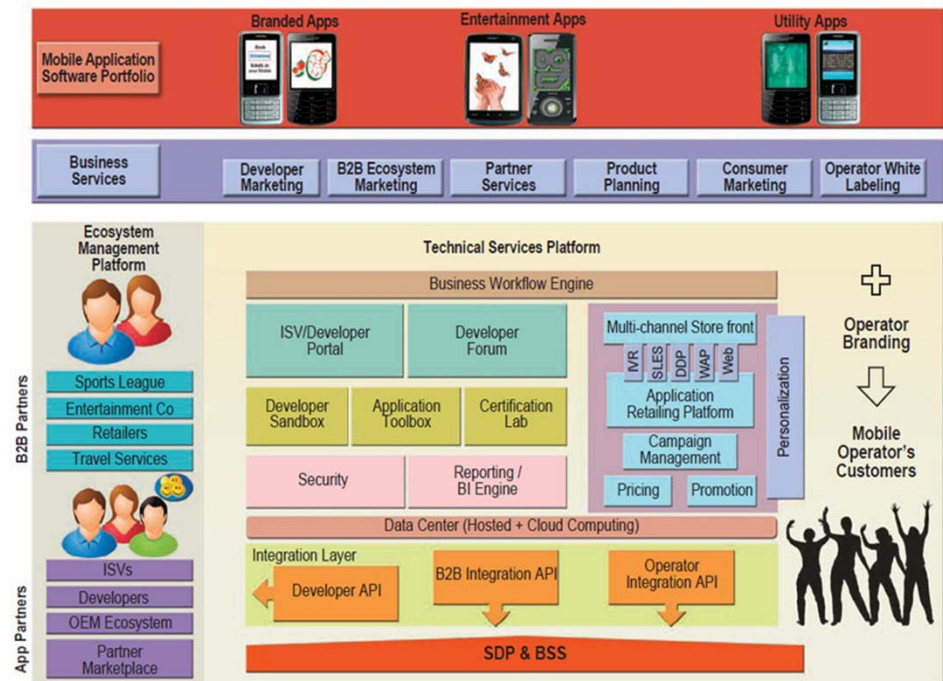 Branded Apps
Entertainment Apps
Utility Apps
Mobile Application
Software Portfolio
Book
tickets on
your Mobile
Business
Services
Developer
Marketing
B2B Ecosystem
Marketing
Partner
Services
Product
Planning
Consumer
Marketing
Operator White
Labeling
Ecosystem
Management
Platform
B2B Partners
Sports League
Entertainment Co
Retailers
Travel Services
App Partners
ISVs
Developers
OEM Ecosystem
Partner
Marketplace
Technical Services Platform
Business Workflow Engine
ISV/Developer
Portal
Developer
Forum
Developer
Sandbox
Application
Toolbox
Certification
Lab
Security
Reporting /
BI Engine
Multi-channel Store front
IVR
SLES
DDP
WAP
Web
Application
Retailing Platform
Campaign
Management
Pricing
Promotion
Personalization
Data Center (Hosted + Cloud Computing)
Integration Layer
Developer API
B2B Integration API
Operator
Integration API
SDP & BSS
Operator
Branding
Mobile
Operator's
Customers